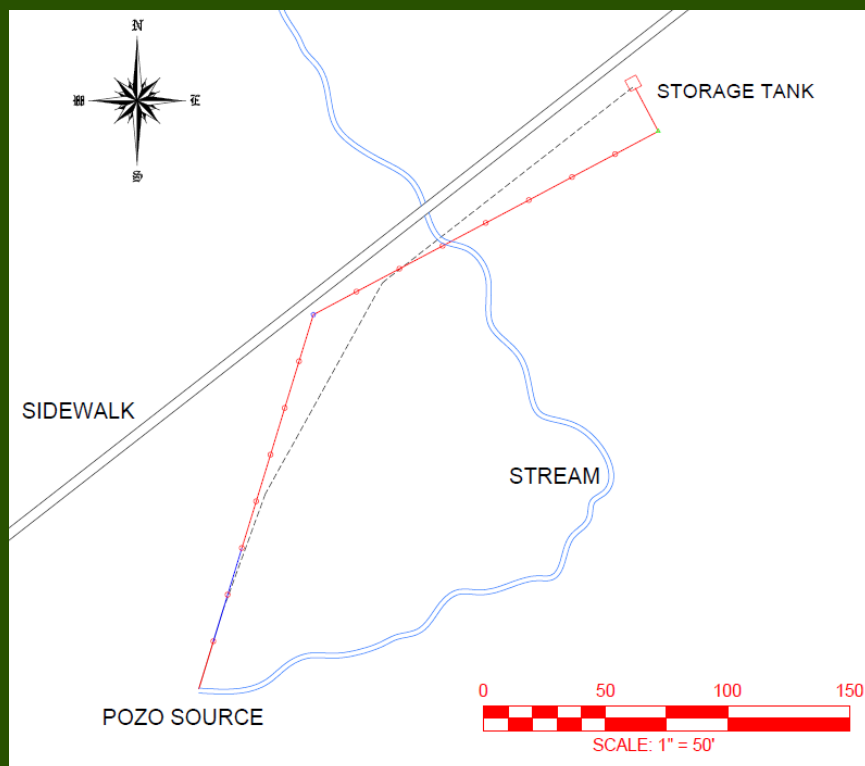 N
W
E
S
STORAGE TANK
SIDEWALK
STREAM
POZO SOURCE
0 50 100 150
SCALE: 1" = 50'